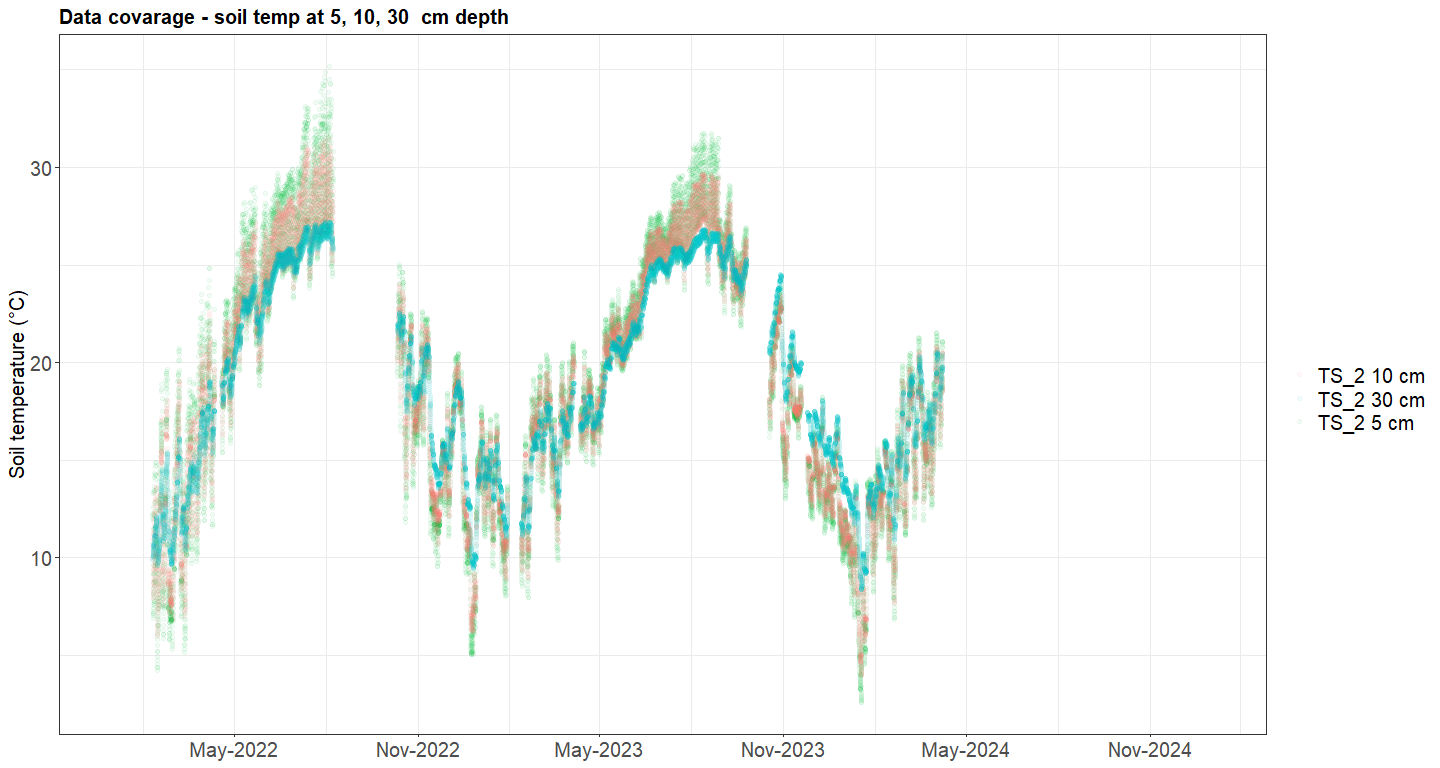 Data covarage - soil temp at 5, 10, 30  cm depth
Soil temperature (°C)
30
20
10
May-2022
Nov-2022
May-2023
Nov-2023
May-2024
Nov-2024
TS_2 10 cm
TS_2 30 cm
TS_2 5 cm